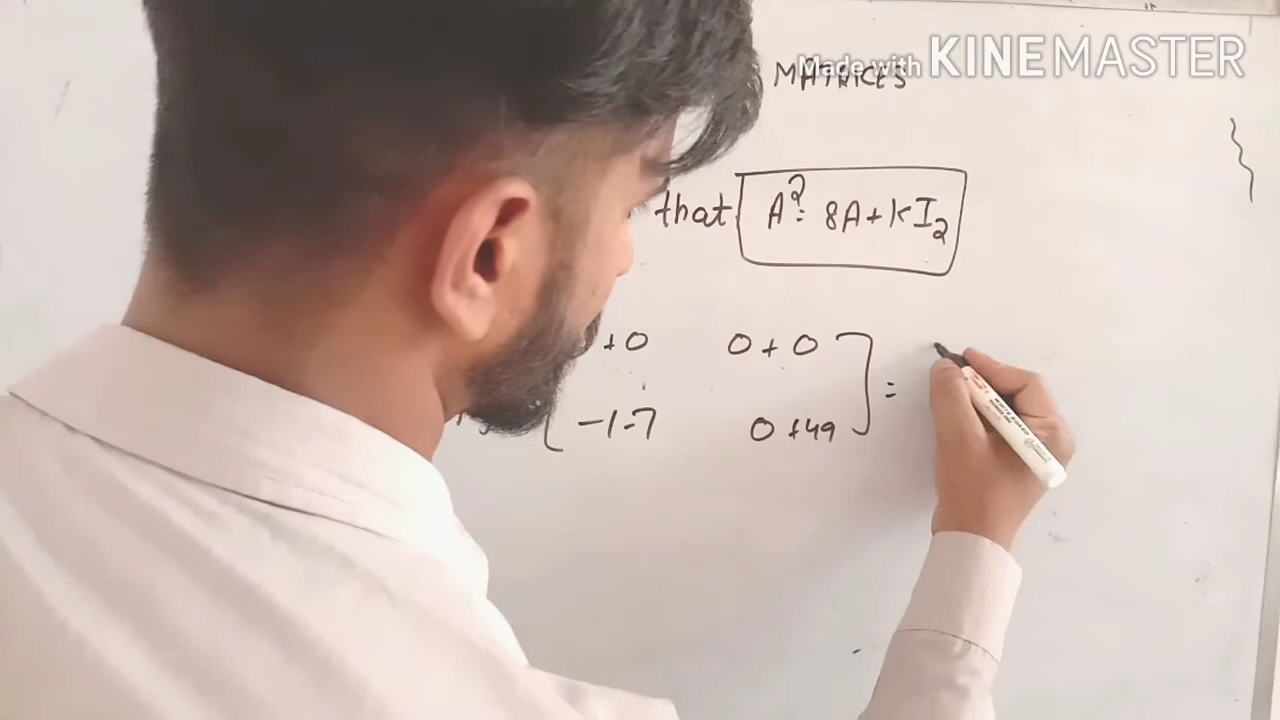 Made with KINEMASTER
MATRICES
that A² = 8A + kI₂
+ 0 0 + 0
-1-7 0 +49 =